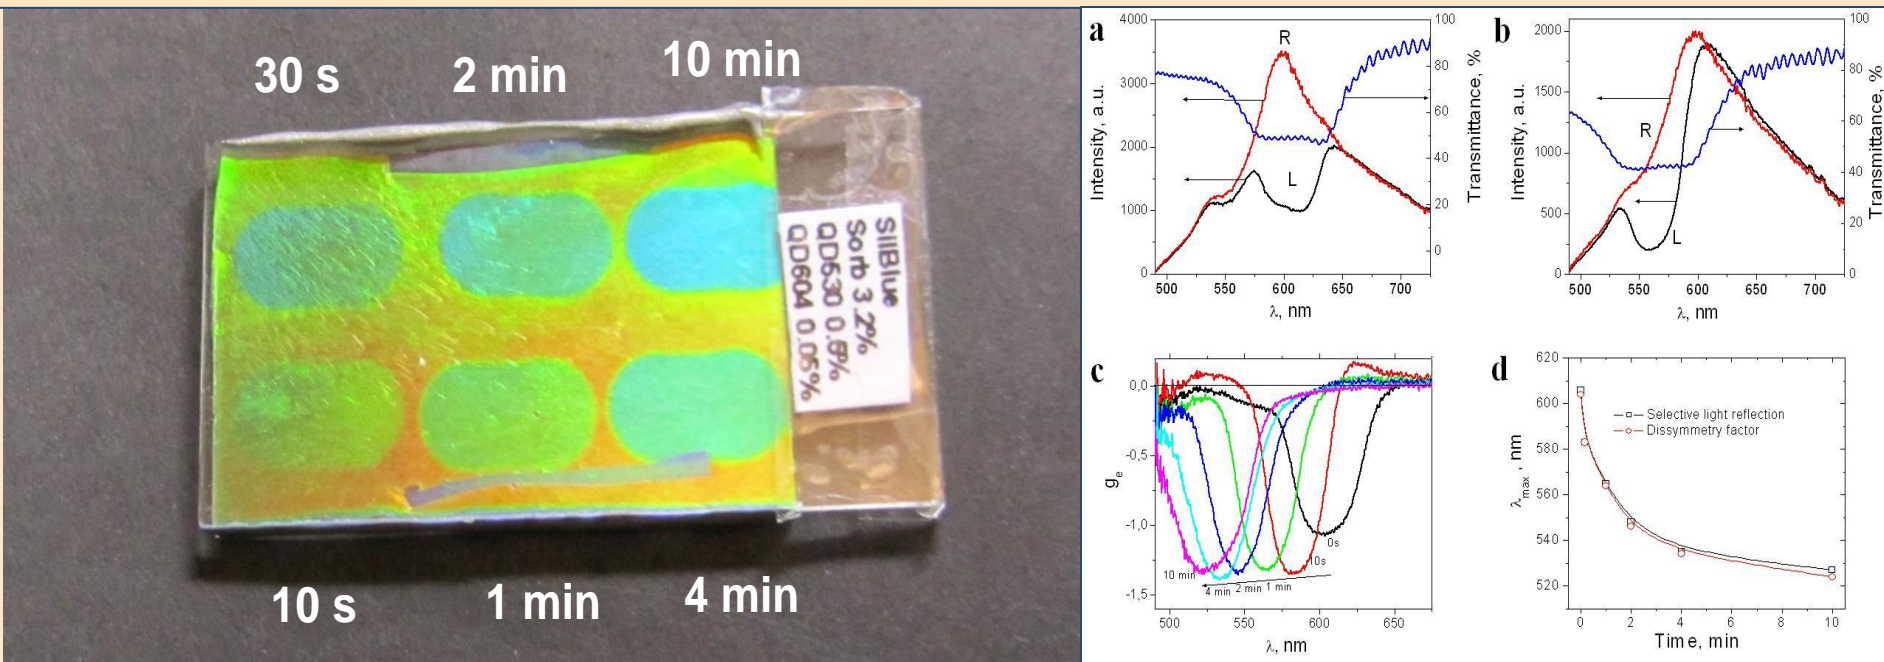 30 s
2 min
10 min
SilBlue
Sorb 3.2%
QD530 0.6%
QD604 0.05%
10 s
1 min
4 min
a
4000
3000
2000
1000
0
Intensity, a.u.
100
80
60
40
20
0
Transmittance, %
R
L
500 550 600 650 700
λ, nm
b
2000
1500
1000
500
0
Intensity, a.u.
100
80
60
40
20
0
Transmittance, %
R
L
500 550 600 650 700
λ, nm
c
0,0
-0,5
-1,0
-1,5
gₑ
0s
10s
10 min
4 min 2 min 1 min
500 550 600 650
λ, nm
d
620
600
580
560
540
520
λmax, nm
Selective light reflection
Dissymmetry factor
0 2 4 6 8 10
Time, min